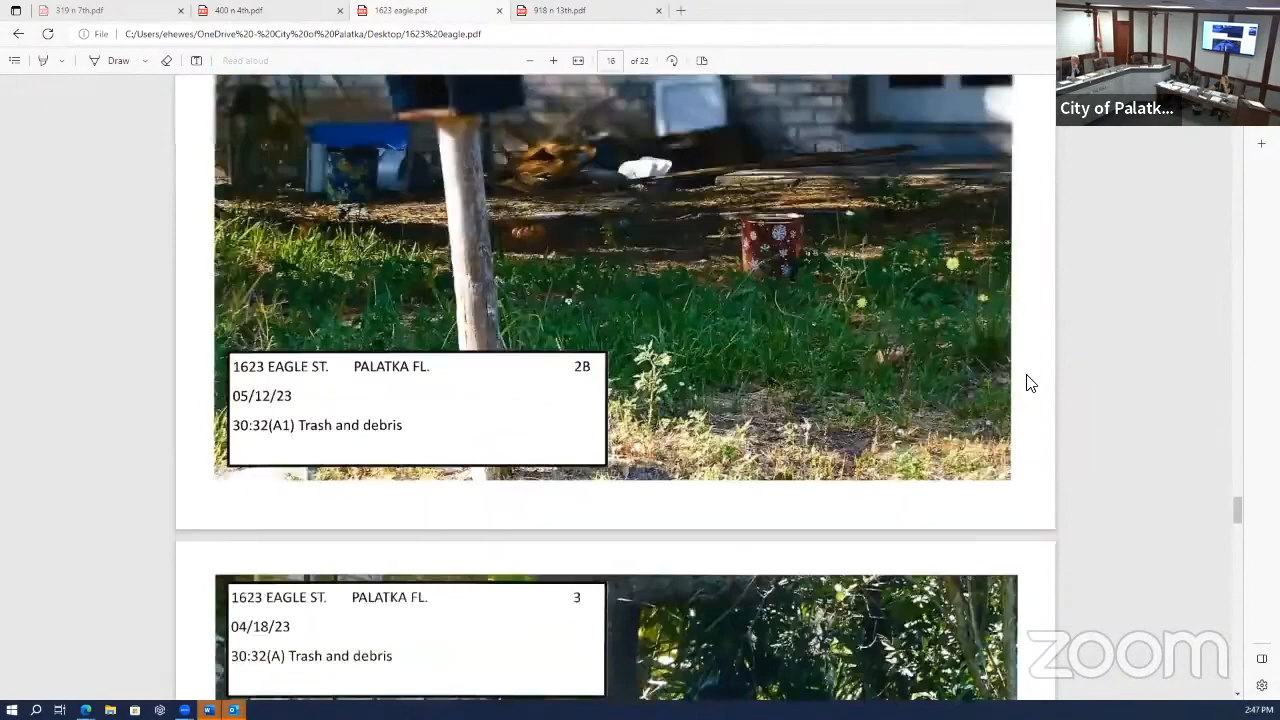 319 n 7th.pdf
400 n 4th.pdf
1623 eagle.pdf
918 n 13th.pdf
File
C:/Users/ehewes/OneDrive%20-%20City%20of%20Palatka/Desktop/1623%20eagle.pdf
Draw
Read aloud
16 of 22
City of Palatk...
1623 EAGLE ST. PALATKA FL. 2B
05/12/23
30:32(A1) Trash and debris
1623 EAGLE ST. PALATKA FL. 3
04/18/23
30:32(A) Trash and debris
zoom
2:47 PM